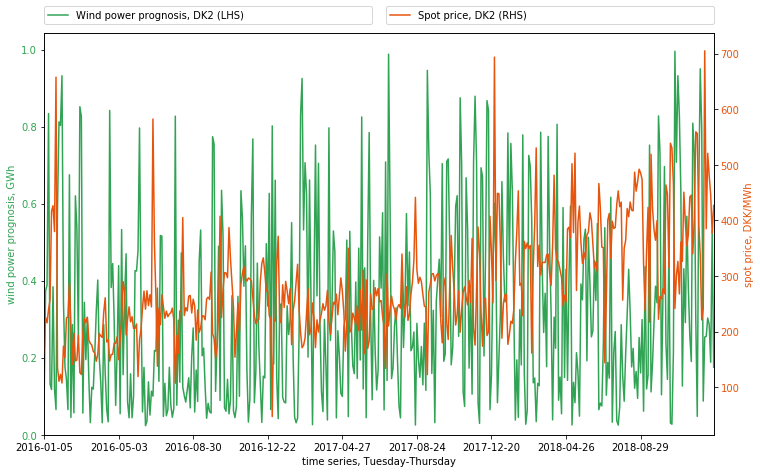 Wind power prognosis, DK2 (LHS)
Spot price, DK2 (RHS)
1.0
0.8
0.6
0.4
0.2
0.0
wind power prognosis, GWh
700
600
500
400
300
200
100
spot price, DKK/MWh
2016-01-05 2016-05-03 2016-08-30 2016-12-22 2017-04-27 2017-08-24 2017-12-20 2018-04-26 2018-08-29
time series, Tuesday-Thursday